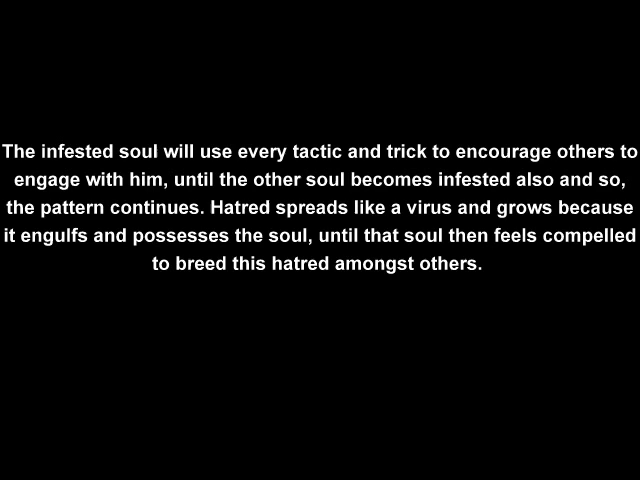 The infested soul will use every tactic and trick to encourage others to
engage with him, until the other soul becomes infested also and so,
the pattern continues. Hatred spreads like a virus and grows because
it engulfs and possesses the soul, until that soul then feels compelled
to breed this hatred amongst others.